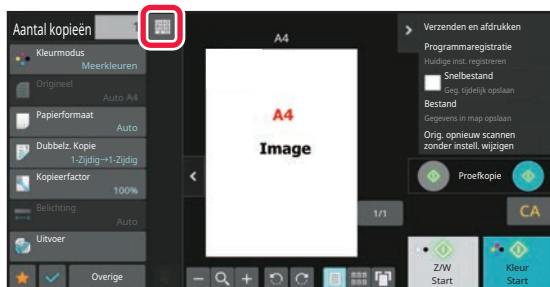 Aantal kopieën
1
Kleurmodus
Meerkleuren
Origineel
Auto A4
Papierformaat
Auto
Dubbelz. Kopie
1-Zijdig→1-Zijdig
Kopieerfactor
100%
Belichting
Auto
Uitvoer
Overige
A4
A4
Image
1/1
Verzenden en afdrukken
Programmaregistratie
Huidige inst. registreren
Snelbestand
Geg. tijdelijk opslaan
Bestand
Gegevens in map opslaan
Orig. opnieuw scannen
zonder instell. wijzigen
Proefkopie
CA
Z/W
Start
Kleur
Start